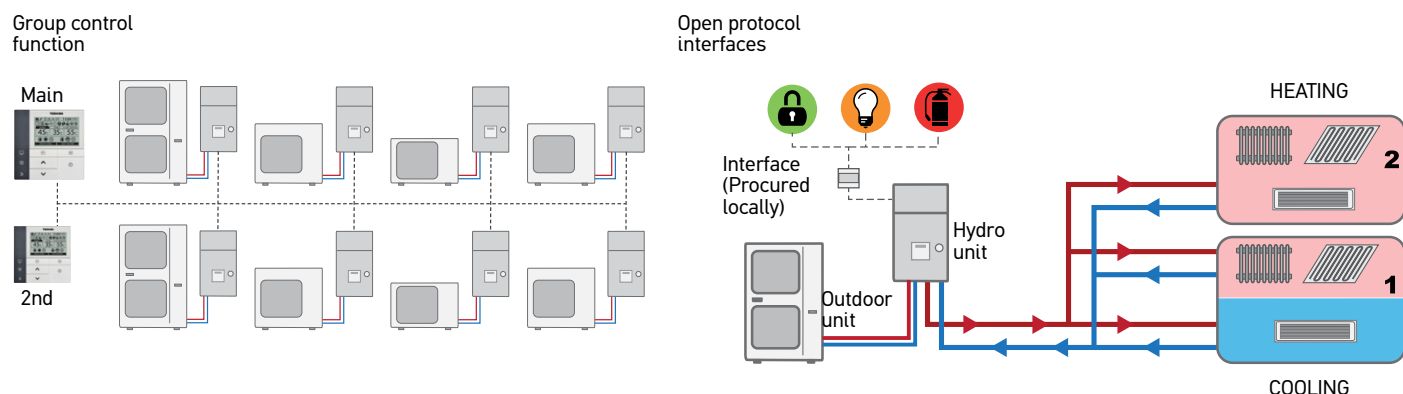 Group control
function
Main
TOSHIBA
2nd
Open protocol
interfaces
Interface
(Procured
locally)
Hydro
unit
Outdoor
unit
HEATING
2
1
COOLING